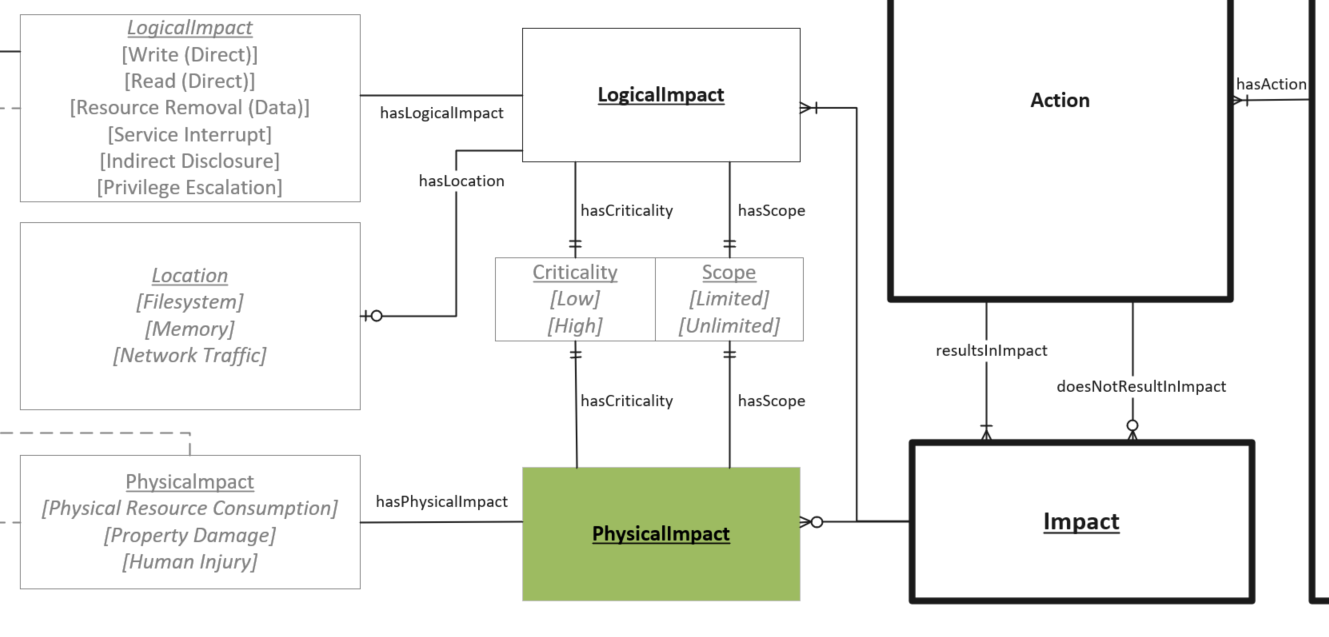 LogicalImpact
[Write (Direct)]
[Read (Direct)]
[Resource Removal (Data)]
[Service Interrupt]
[Indirect Disclosure]
[Privilege Escalation]
hasLogicalImpact
LogicalImpact
Action
hasAction
hasLocation
hasCriticality
hasScope
Location
[Filesystem]
[Memory]
[Network Traffic]
Criticality
[Low]
[High]
Scope
[Limited]
[Unlimited]
resultsInImpact
doesNotResultInImpact
hasCriticality
hasScope
PhysicaImpact
[Physical Resource Consumption]
[Property Damage]
[Human Injury]
hasPhysicalImpact
PhysicalImpact
Impact